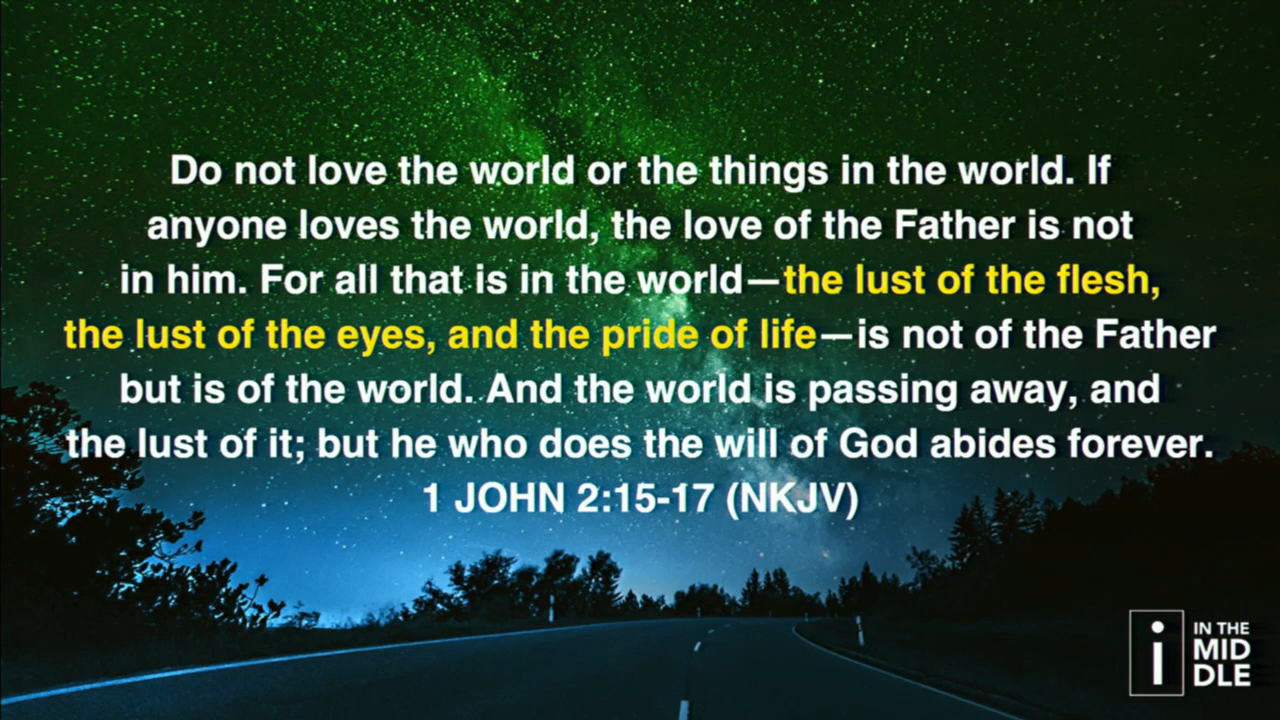 Do not love the world or the things in the world. If
anyone loves the world, the love of the Father is not
in him. For all that is in the world—the lust of the flesh,
the lust of the eyes, and the pride of life—is not of the Father
but is of the world. And the world is passing away, and
the lust of it; but he who does the will of God abides forever.
1 JOHN 2:15-17 (NKJV)
i
IN THE
MID
DLE